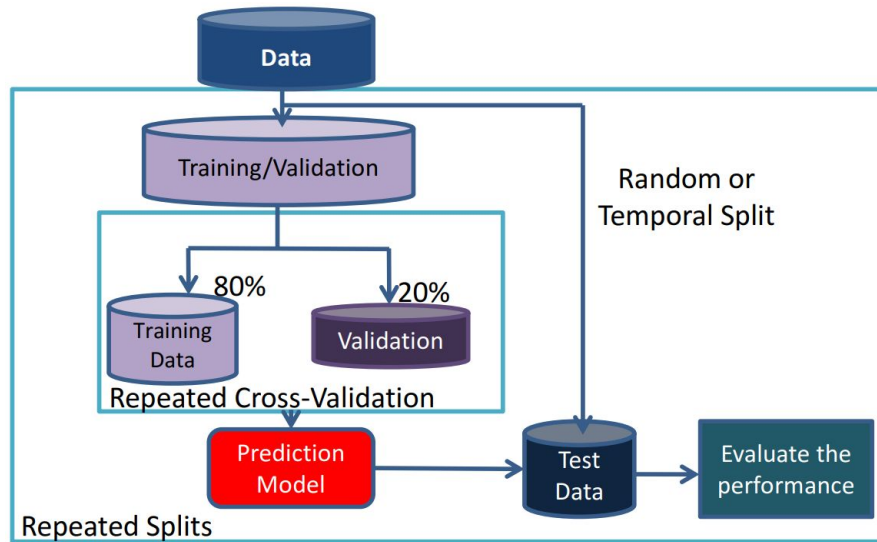 Data
Training/Validation
Random or
Temporal Split
80%
20%
Training
Data
Validation
Repeated Cross-Validation
Prediction
Model
Test
Data
Evaluate the
performance
Repeated Splits